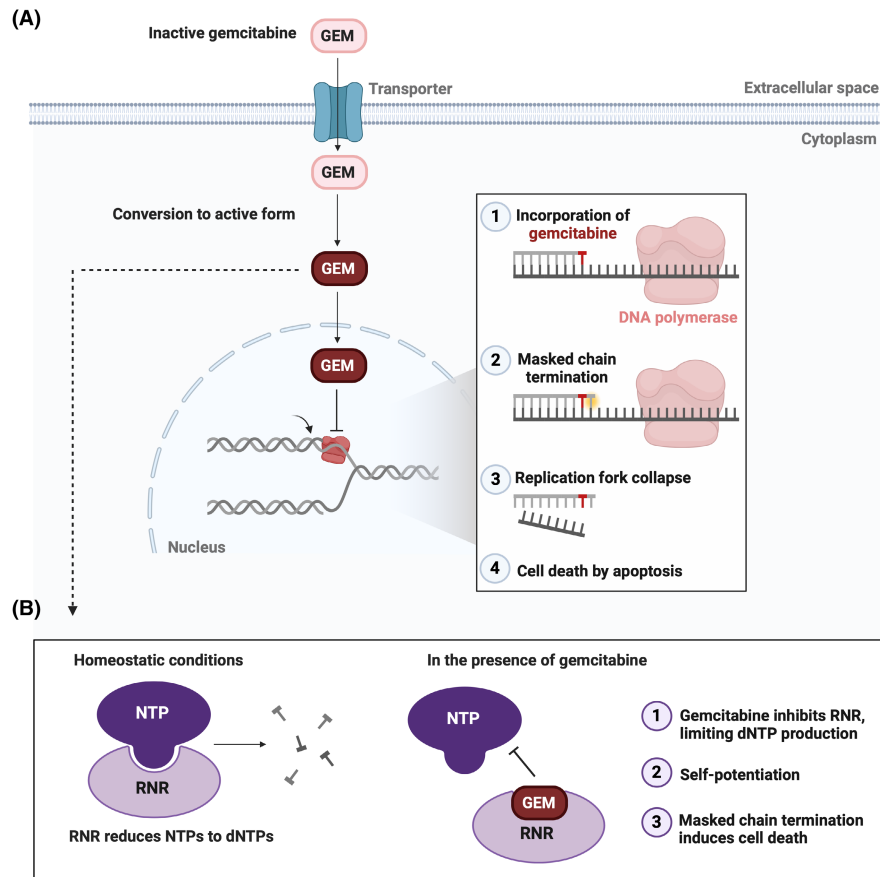 (A)
Inactive gemcitabine
GEM
Transporter
Extracellular space
Cytoplasm
GEM
Conversion to active form
GEM
GEM
Nucleus
1
Incorporation of
gemcitabine
DNA polymerase
2
Masked chain
termination
3
Replication fork collapse
4
Cell death by apoptosis
(B)
Homeostatic conditions
NTP
RNR
RNR reduces NTPs to dNTPs
In the presence of gemcitabine
NTP
GEM
RNR
1
Gemcitabine inhibits RNR,
limiting dNTP production
2
Self-potentiation
3
Masked chain termination
induces cell death